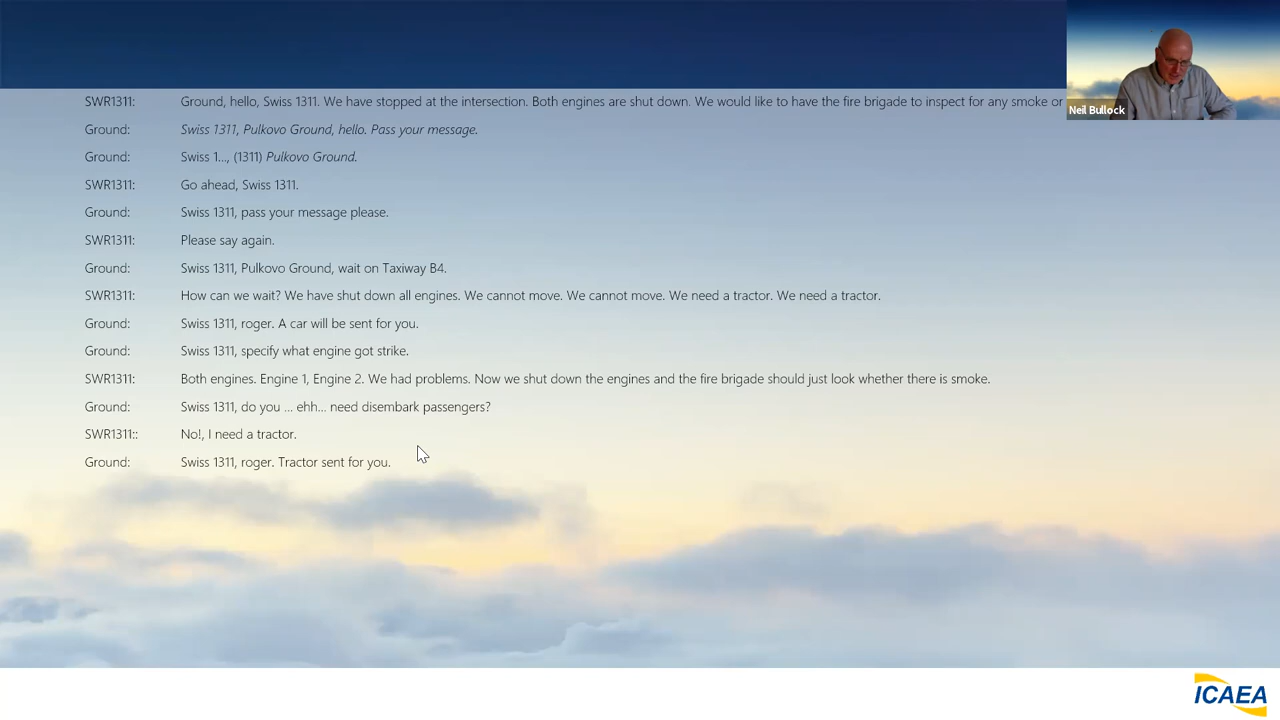 SWR1311: Ground, hello, Swiss 1311. We have stopped at the intersection. Both engines are shut down. We would like to have the fire brigade to inspect for any smoke or
Neil Bullock
Ground: Swiss 1311, Pulkovo Ground, hello. Pass your message.
Ground: Swiss 1..., (1311) Pulkovo Ground.
SWR1311: Go ahead, Swiss 1311.
Ground: Swiss 1311, pass your message please.
SWR1311: Please say again.
Ground: Swiss 1311, Pulkovo Ground, wait on Taxiway B4.
SWR1311: How can we wait? We have shut down all engines. We cannot move. We cannot move. We need a tractor. We need a tractor.
Ground: Swiss 1311, roger. A car will be sent for you.
Ground: Swiss 1311, specify what engine got strike.
SWR1311: Both engines. Engine 1, Engine 2. We had problems. Now we shut down the engines and the fire brigade should just look whether there is smoke.
Ground: Swiss 1311, do you ... ehh... need disembark passengers?
SWR1311:: No!, I need a tractor.
Ground: Swiss 1311, roger. Tractor sent for you.
ICAEA